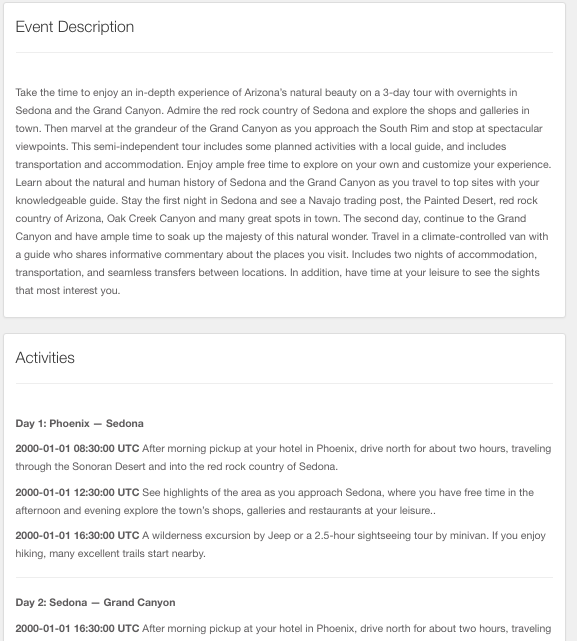 Event Description
Take the time to enjoy an in-depth experience of Arizona's natural beauty on a 3-day tour with overnights in
Sedona and the Grand Canyon. Admire the red rock country of Sedona and explore the shops and galleries in
town. Then marvel at the grandeur of the Grand Canyon as you approach the South Rim and stop at spectacular
viewpoints. This semi-independent tour includes some planned activities with a local guide, and includes
transportation and accommodation. Enjoy ample free time to explore on your own and customize your experience.
Learn about the natural and human history of Sedona and the Grand Canyon as you travel to top sites with your
knowledgeable guide. Stay the first night in Sedona and see a Navajo trading post, the Painted Desert, red rock
country of Arizona, Oak Creek Canyon and many great spots in town. The second day, continue to the Grand
Canyon and have ample time to soak up the majesty of this natural wonder. Travel in a climate-controlled van with
a guide who shares informative commentary about the places you visit. Includes two nights of accommodation,
transportation, and seamless transfers between locations. In addition, have time at your leisure to see the sights
that most interest you.
Activities
Day 1: Phoenix — Sedona
2000-01-01 08:30:00 UTC After morning pickup at your hotel in Phoenix, drive north for about two hours, traveling
through the Sonoran Desert and into the red rock country of Sedona.
2000-01-01 12:30:00 UTC See highlights of the area as you approach Sedona, where you have free time in the
afternoon and evening explore the town's shops, galleries and restaurants at your leisure..
2000-01-01 16:30:00 UTC A wilderness excursion by Jeep or a 2.5-hour sightseeing tour by minivan. If you enjoy
hiking, many excellent trails start nearby.
Day 2: Sedona — Grand Canyon
2000-01-01 16:30:00 UTC After morning pickup at your hotel in Phoenix, drive north for about two hours, traveling